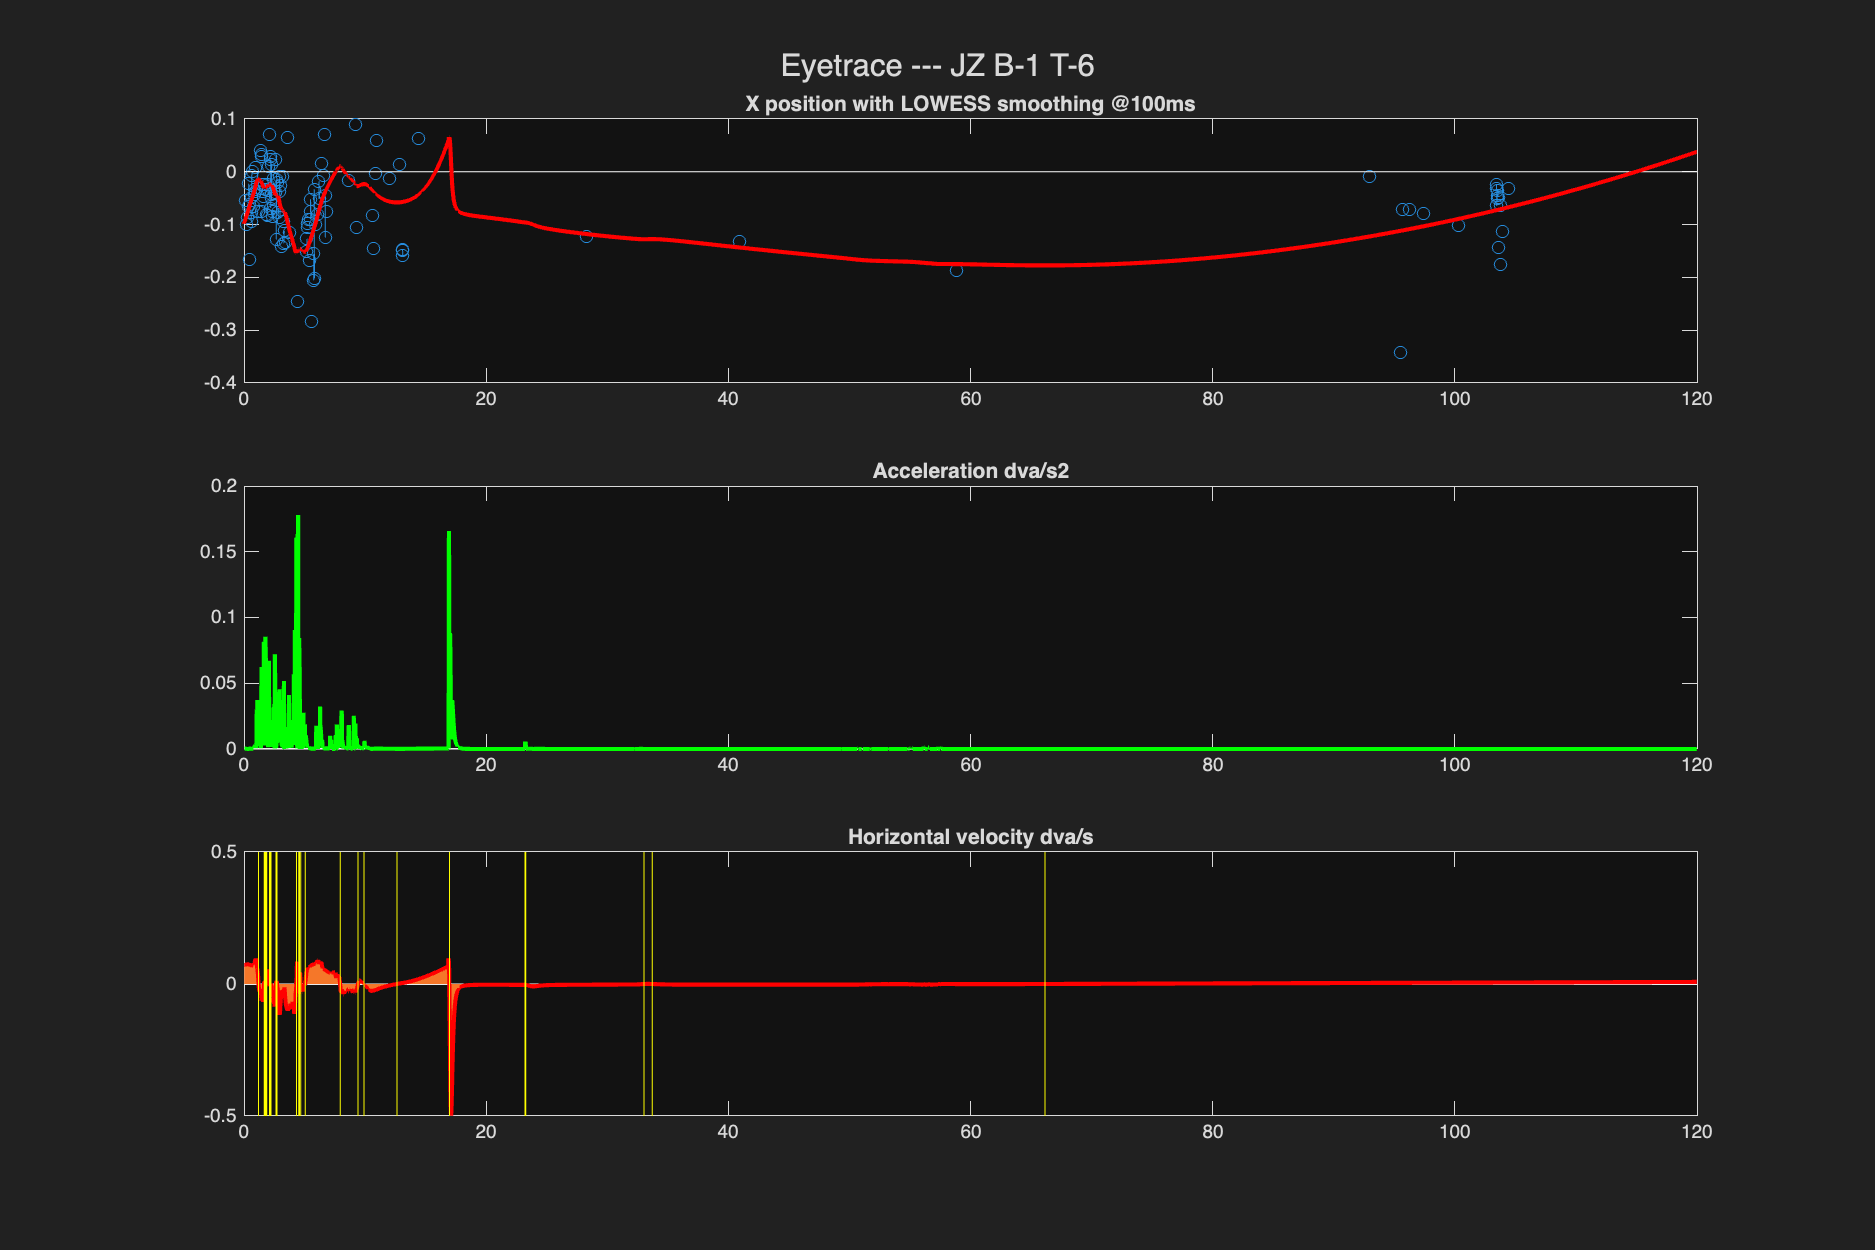 Eyetrace --- JZ B-1 T-6
X position with LOWESS smoothing @100ms
0.1
0
-0.1
-0.2
-0.3
-0.4
0 20 40 60 80 100 120
Acceleration dva/s2
0.2
0.15
0.1
0.05
0
0 20 40 60 80 100 120
Horizontal velocity dva/s
0.5
0
-0.5
0 20 40 60 80 100 120